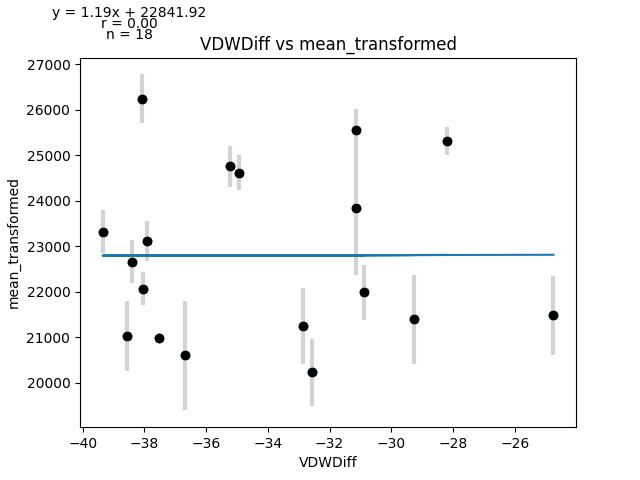 y = 1.19x + 22841.92
r = 0.00
n = 18
VDWDiff vs mean_transformed
27000
26000
25000
24000
23000
22000
21000
20000
mean_transformed
−40
−38
−36
−34
−32
−30
−28
−26
VDWDiff